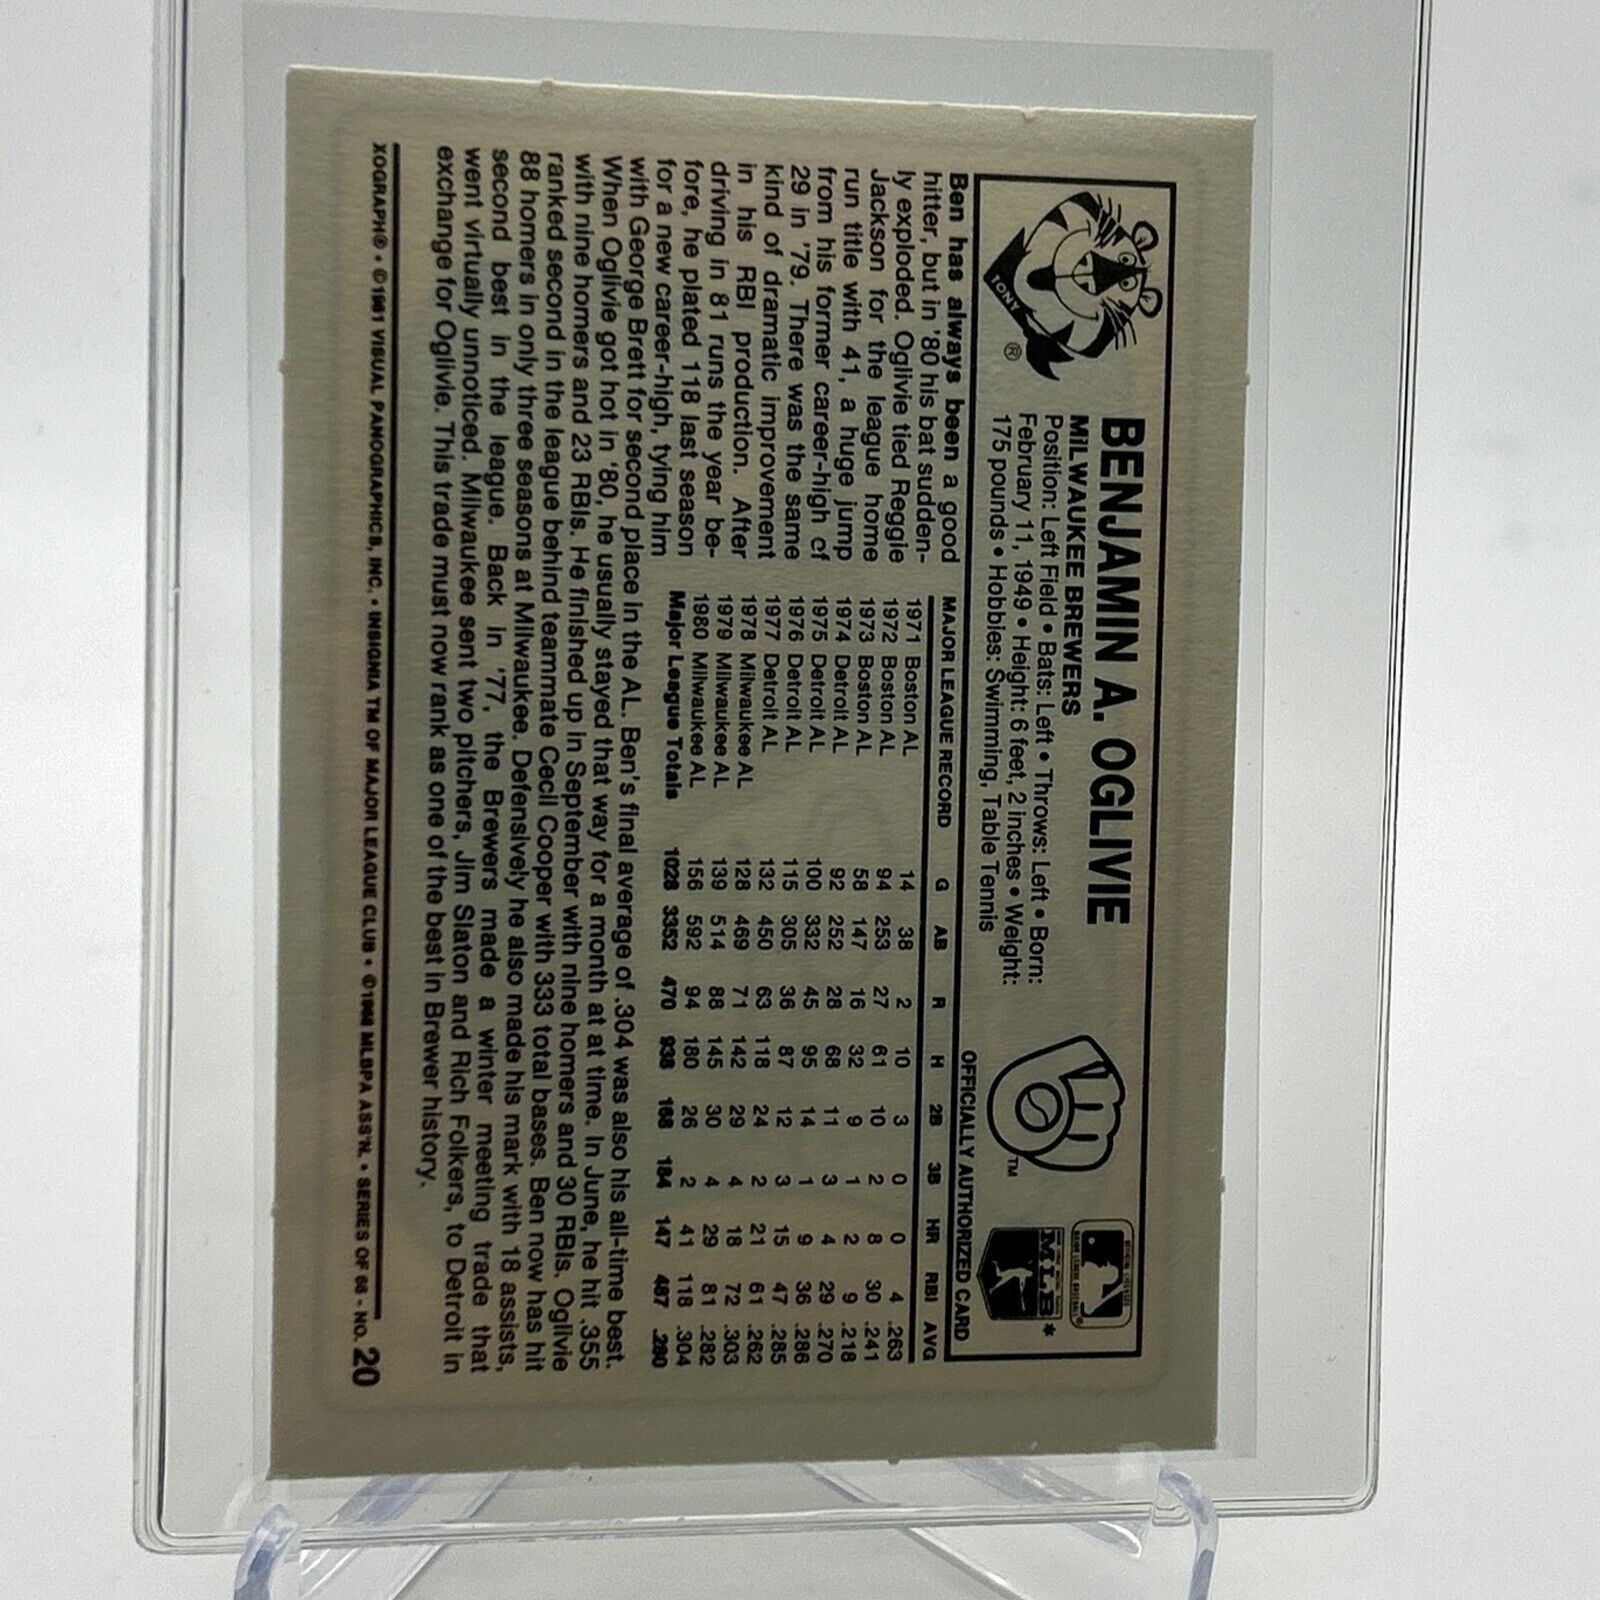 TONY
®
BENJAMIN A. OGLIVIE
MILWAUKEE BREWERS
Position: Left Field • Bats: Left • Throws: Left • Born:
February 11, 1949 • Height: 6 feet, 2 inches • Weight:
175 pounds • Hobbies: Swimming, Table Tennis
TM
MLB
OFFICIALLY AUTHORIZED CARD
Ben has always been a good
hitter, but in '80 his bat sudden-
ly exploded. Oglivie tied Reggie
Jackson for the league home
run title with 41, a huge jump
from his former career-high of
29 in '79. There was the same
kind of dramatic improvement
in his RBI production. After
driving in 81 runs the year be-
fore, he plated 118 last season
for a new career-high, tying him
MAJOR LEAGUE RECORD G AB R H 2B 3B HR RBI AVG
1971 Boston AL 14 38 2 10 3 0 0 4 .263
1972 Boston AL 94 253 27 61 10 2 8 30 .241
1973 Boston AL 58 147 16 32 9 1 2 9 .218
1974 Detroit AL 92 252 28 68 11 3 4 29 .270
1975 Detroit AL 100 332 45 95 14 1 9 36 .286
1976 Detroit AL 115 305 36 87 12 3 15 47 .285
1977 Detroit AL 132 450 63 118 24 2 21 61 .262
1978 Milwaukee AL 128 469 71 142 29 4 18 72 .303
1979 Milwaukee AL 139 514 88 145 30 4 29 81 .282
1980 Milwaukee AL 156 592 94 180 26 2 41 118 .304
Major League Totals 1028 3352 470 938 168 184 147 487 .280
with George Brett for second place in the AL. Ben's final average of .304 was also his all-time best.
When Oglivie got hot in '80, he usually stayed that way for a month at at time. In June, he hit .355
with nine homers and 23 RBIs. He finished up in September with nine homers and 30 RBIs. Oglivie
ranked second in the league behind teammate Cecil Cooper with 333 total bases. Ben now has hit
88 homers in only three seasons at Milwaukee. Defensively he also made his mark with 18 assists,
second best in the league. Back in '77, the Brewers made a winter meeting trade that
went virtually unnoticed. Milwaukee sent two pitchers, Jim Slaton and Rich Folkers, to Detroit in
exchange for Oglivie. This trade must now rank as one of the best in Brewer history.
XOGRAPH® • ©1981 VISUAL PANOGRAPHICS, INC. • INSIGNIA TM OF MAJOR LEAGUE CLUB • ©1968 MLBPA ASS'N. • SERIES OF 66 - NO. 20